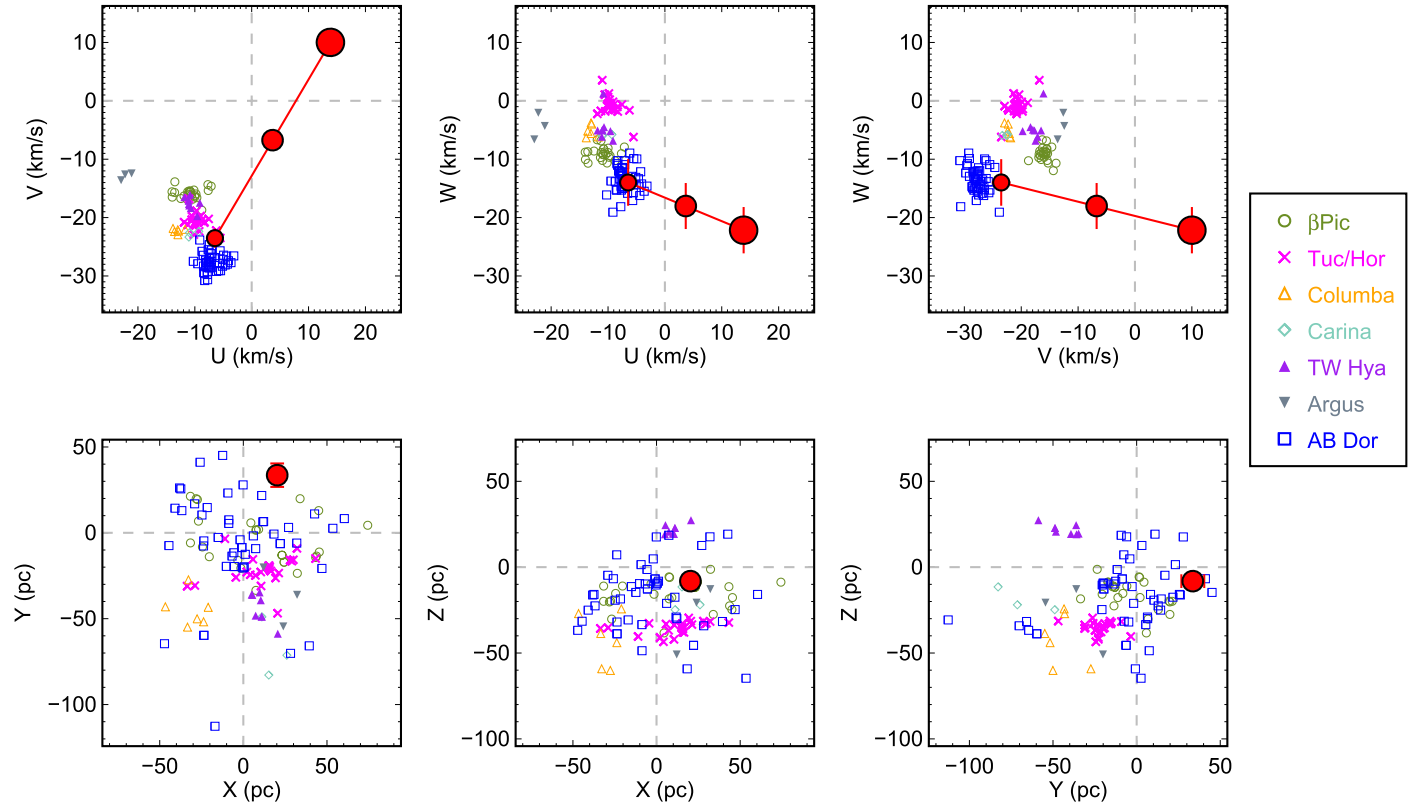 10
0
−10
−20
−30
V (km/s)
−20 −10 0 10 20
U (km/s)
10
0
−10
−20
−30
W (km/s)
−20 −10 0 10 20
U (km/s)
10
0
−10
−20
−30
W (km/s)
−30 −20 −10 0 10
V (km/s)
βPic
Tuc/Hor
Columba
Carina
TW Hya
Argus
AB Dor
50
0
−50
−100
Y (pc)
−50 0 50
X (pc)
50
0
−50
−100
Z (pc)
−50 0 50
X (pc)
50
0
−50
−100
Z (pc)
−100 −50 0 50
Y (pc)